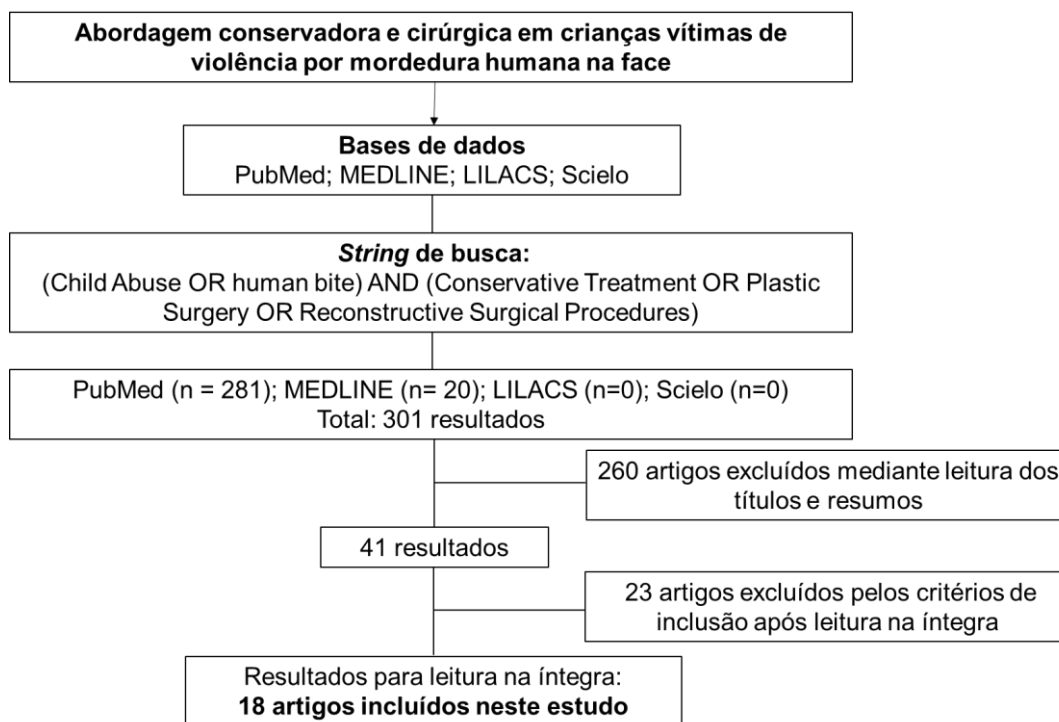 Abordagem conservadora e cirúrgica em crianças vítimas de
violência por mordedura humana na face
Bases de dados
PubMed; MEDLINE; LILACS; Scielo
String de busca:
(Child Abuse OR human bite) AND (Conservative Treatment OR Plastic
Surgery OR Reconstructive Surgical Procedures)
PubMed (n = 281); MEDLINE (n= 20); LILACS (n=0); Scielo (n=0)
Total: 301 resultados
260 artigos excluídos mediante leitura dos
títulos e resumos
41 resultados
23 artigos excluídos pelos critérios de
inclusão após leitura na íntegra
Resultados para leitura na íntegra:
18 artigos incluídos neste estudo